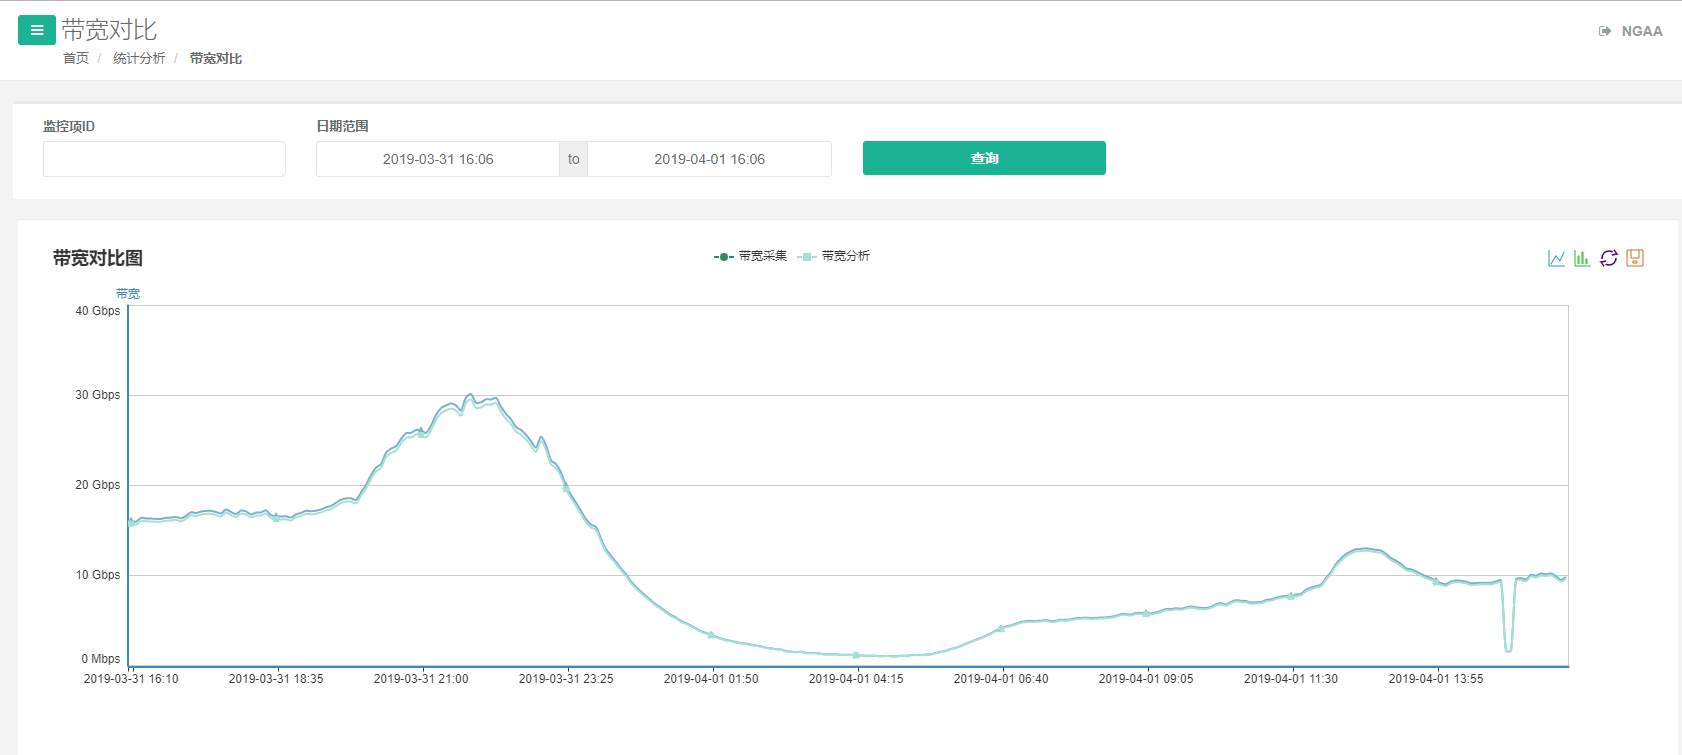 带宽对比
NGAA
首页 / 统计分析 / 带宽对比
监控项ID
日期范围
2019-03-31 16:06 to 2019-04-01 16:06
查询
带宽对比图
带宽采集 带宽分析
带宽
40 Gbps
30 Gbps
20 Gbps
10 Gbps
0 Mbps
2019-03-31 16:10 2019-03-31 18:35 2019-03-31 21:00 2019-03-31 23:25 2019-04-01 01:50 2019-04-01 04:15 2019-04-01 06:40 2019-04-01 09:05 2019-04-01 11:30 2019-04-01 13:55